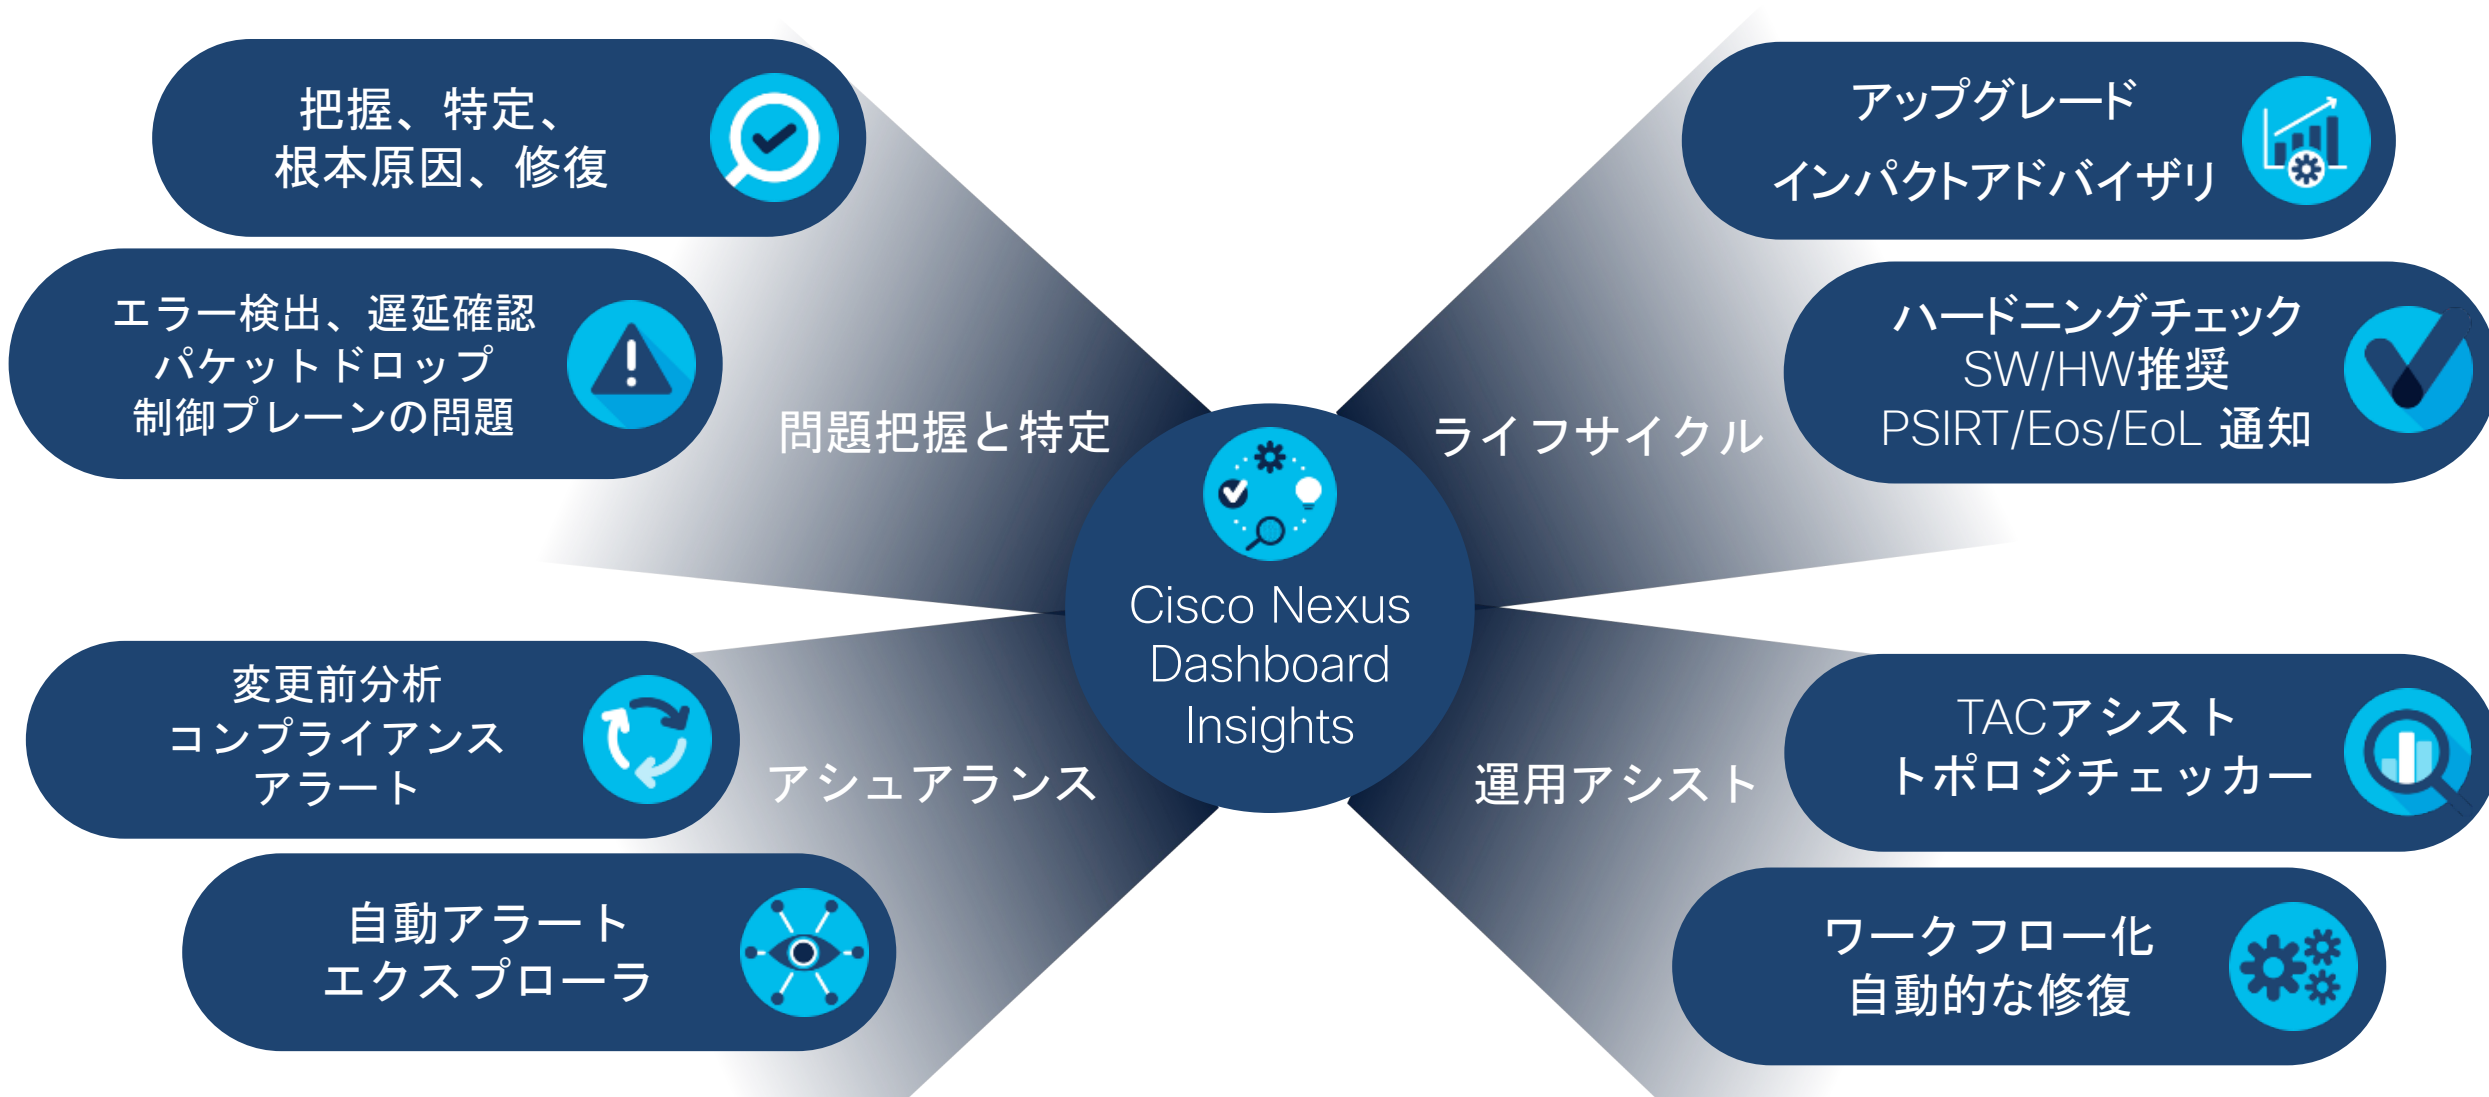 把握、特定、
根本原因、修復
エラー検出、遅延確認
パケットドロップ
制御プレーンの問題
問題把握と特定
アップグレード
インパクトアドバイザリ
ハードニングチェック
SW/HW推奨
PSIRT/Eos/EoL 通知
ライフサイクル
Cisco Nexus
Dashboard
Insights
変更前分析
コンプライアンス
アラート
アシュアランス
自動アラート
エクスプローラ
運用アシスト
TACアシスト
トポロジチェッカー
ワークフロー化
自動的な修復